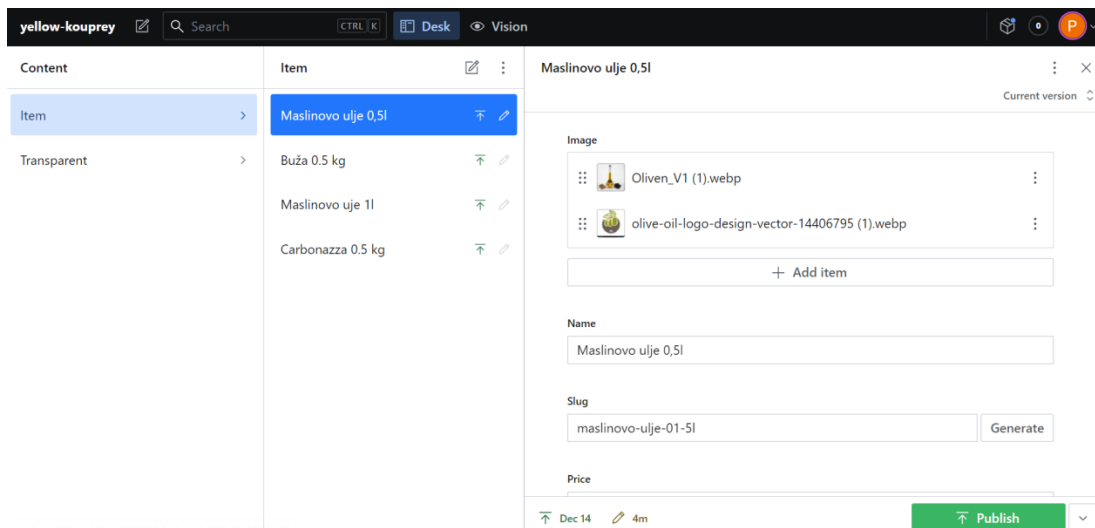 yellow-kouprey Search CTRL K Desk Vision 0 P
Content
Item
Transparent
Item
Maslinovo ulje 0,5l
Buža 0.5 kg
Maslinovo uje 1l
Carbonazza 0.5 kg
Maslinovo ulje 0,5l
Current version
Image
Oliven_V1 (1).webp
olive-oil-logo-design-vector-14406795 (1).webp
Add item
Name
Maslinovo ulje 0,5l
Slug
maslinovo-ulje-01-5l Generate
Price
Dec 14 4m Publish